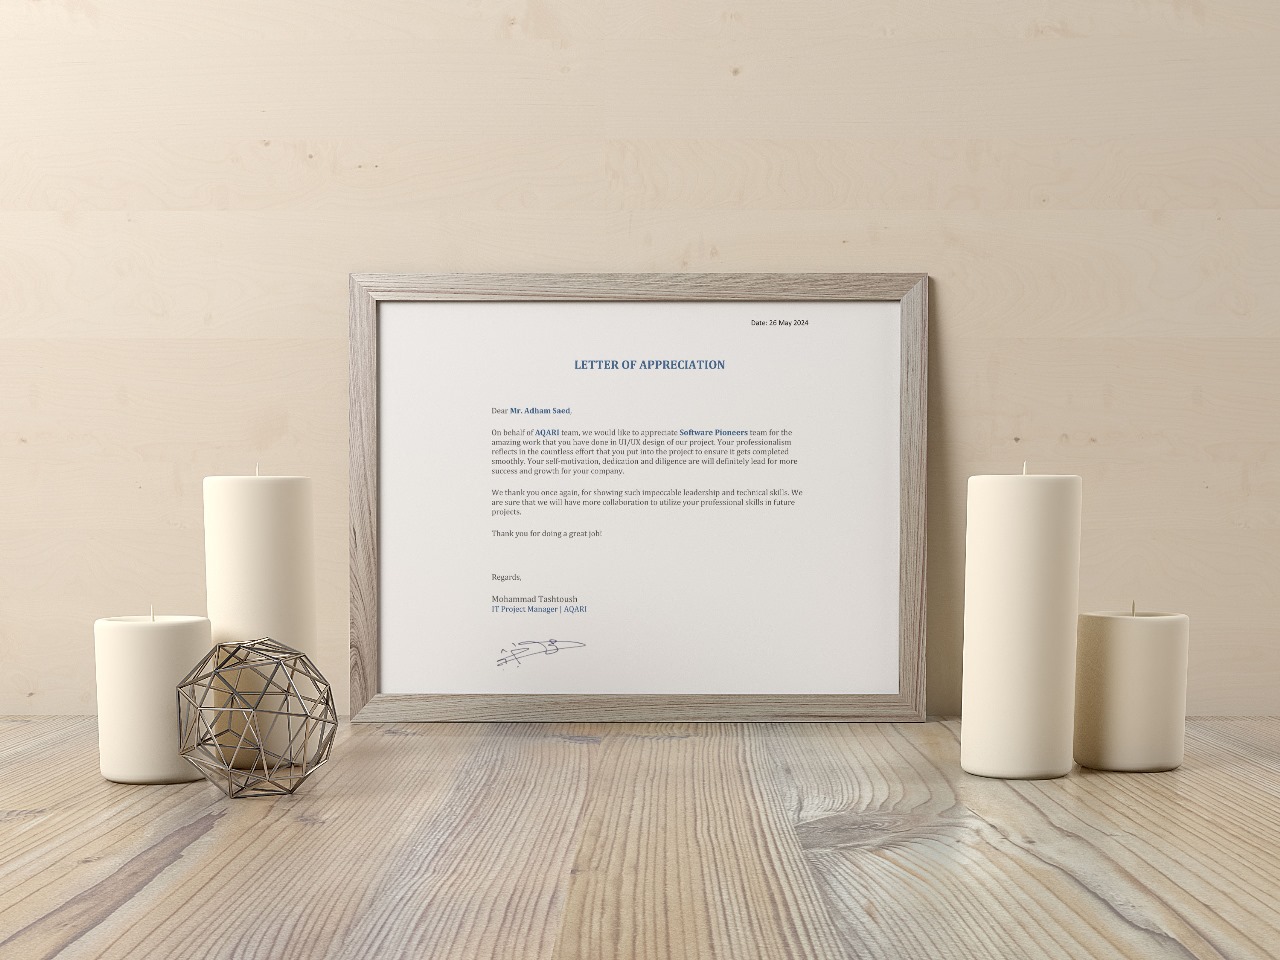 Date: 26 May 2024
LETTER OF APPRECIATION
Dear Mr. Adham Saed,
On behalf of AQARI team, we would like to appreciate Software Pioneers team for the
amazing work that you have done in UI/UX design of our project. Your professionalism
reflects in the countless effort that you put into the project to ensure it gets completed
smoothly. Your self-motivation, dedication and diligence are will definitely lead for more
success and growth for your company.
We thank you once again, for showing such impeccable leadership and technical skills. We
are sure that we will have more collaboration to utilize your professional skills in future
projects.
Thank you for doing a great job!
Regards,
Mohammad Tashtoush
IT Project Manager | AQARI